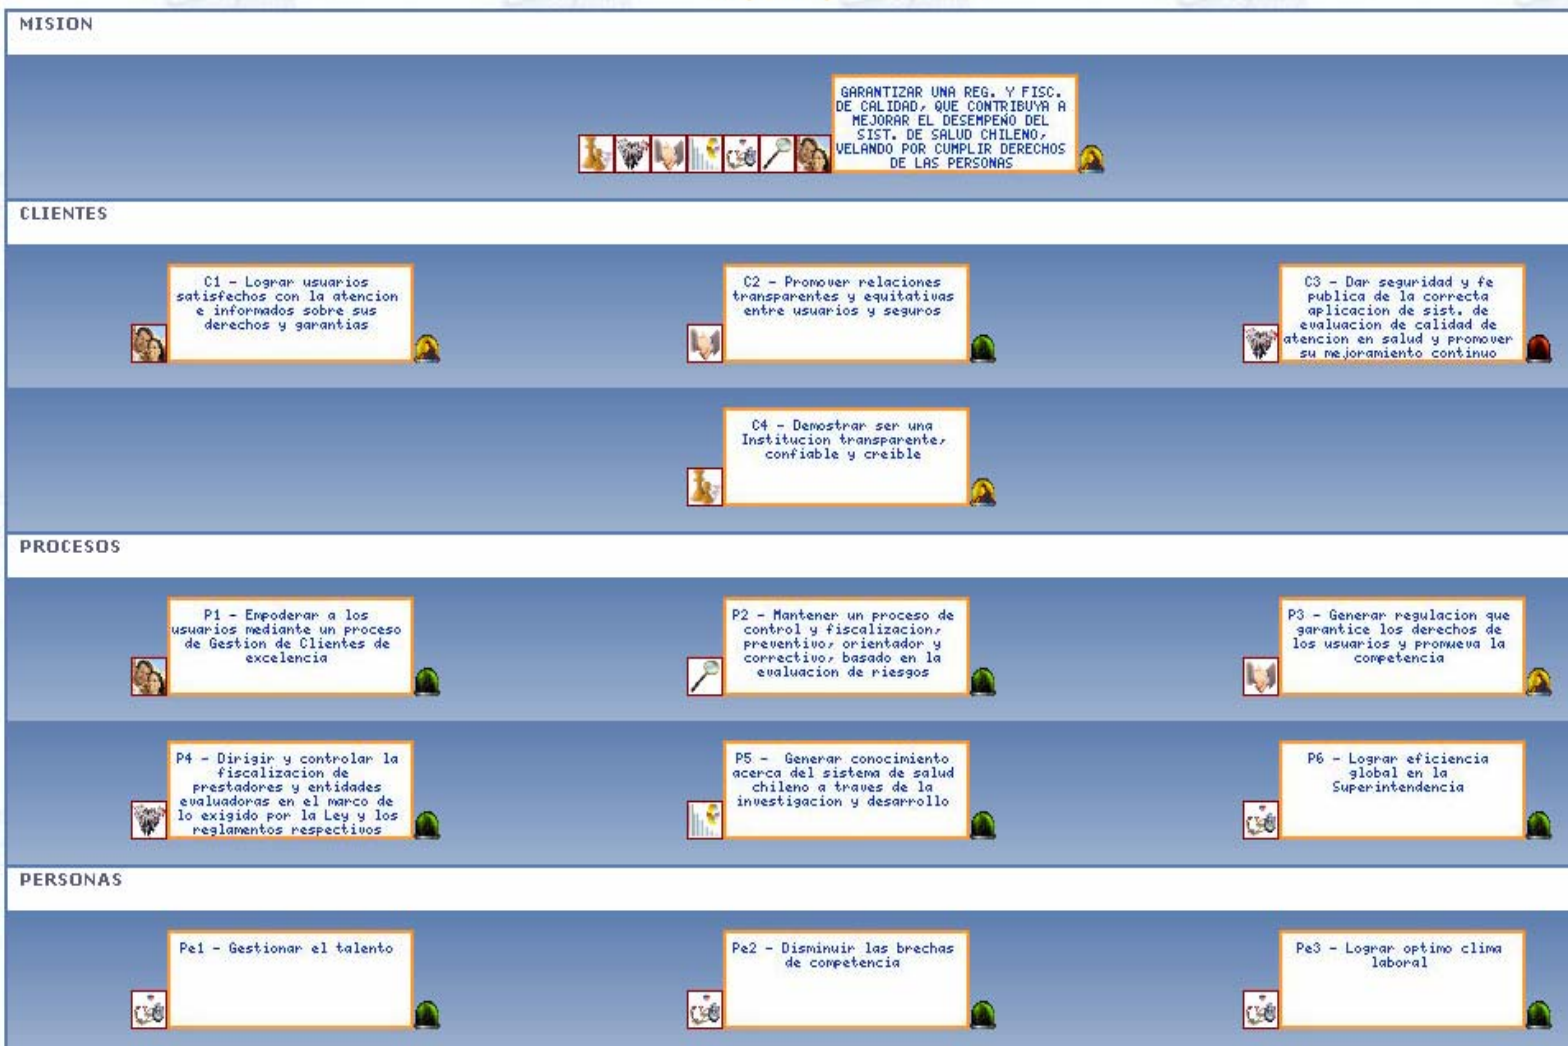 MISION
GARANTIZAR UNA REG. Y FISC.
DE CALIDAD, QUE CONTRIBUYA A
MEJORAR EL DESEMPEÑO DEL
SIST. DE SALUD CHILENO,
VELANDO POR CUMPLIR DERECHOS
DE LAS PERSONAS
CLIENTES
C1 - Lograr usuarios
satisfechos con la atencion
e informados sobre sus
derechos y garantias
C2 - Promover relaciones
transparentes y equitativas
entre usuarios y seguros
C3 - Dar seguridad y fe
publica de la correcta
aplicacion de sist. de
evaluacion de calidad de
atencion en salud y promover
su mejoramiento continuo
C4 - Demostrar ser una
Institucion transparente,
confiable y creible
PROCESOS
P1 - Empoderar a los
usuarios mediante un proceso
de Gestion de Clientes de
excelencia
P2 - Mantener un proceso de
control y fiscalizacion,
preventivo, orientador y
correctivo, basado en la
evaluacion de riesgos
P3 - Generar regulacion que
garantice los derechos de
los usuarios y promueva la
competencia
P4 - Dirigir y controlar la
fiscalizacion de
prestadores y entidades
evaluadoras en el marco de
lo exigido por la Ley y los
reglamentos respectivos
P5 - Generar conocimiento
acerca del sistema de salud
chileno a traves de la
investigacion y desarrollo
P6 - Lograr eficiencia
global en la
Superintendencia
PERSONAS
Pe1 - Gestionar el talento
Pe2 - Disminuir las brechas
de competencia
Pe3 - Lograr optimo clima
laboral